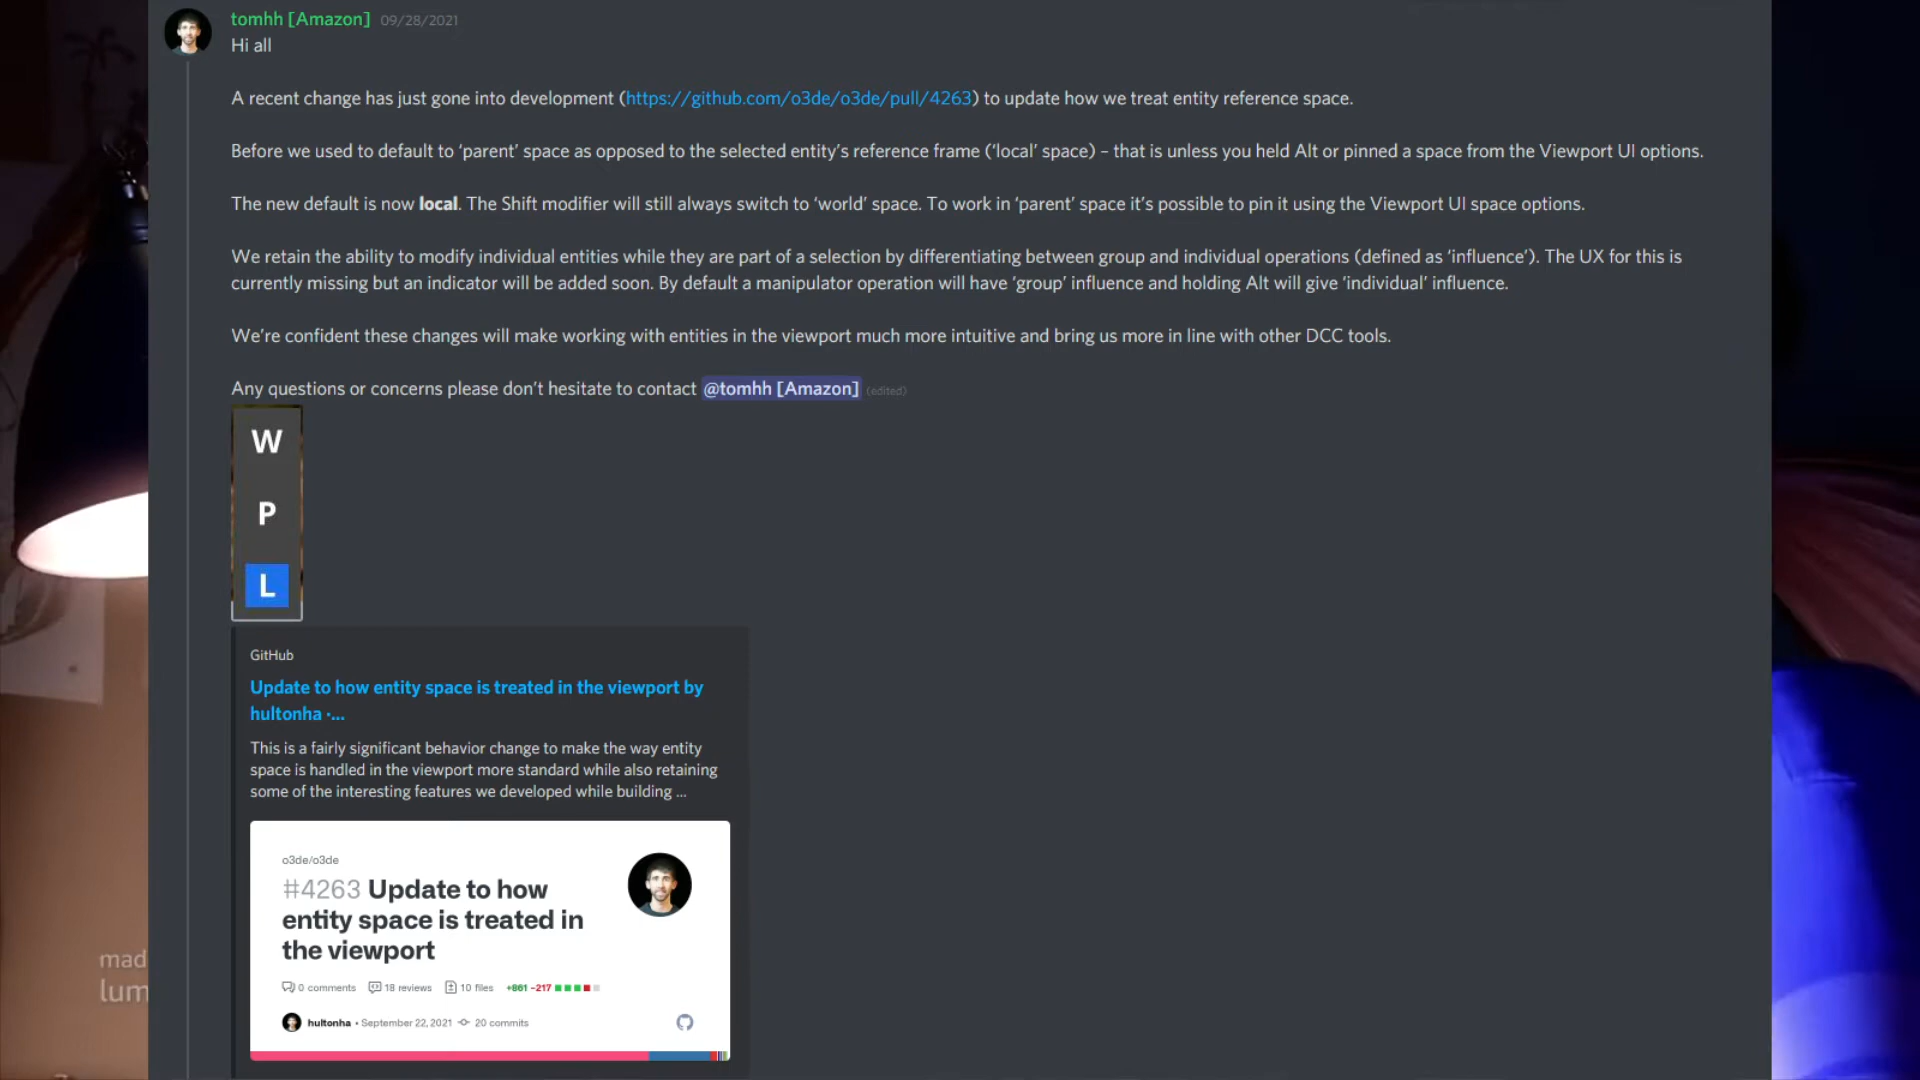 tomhh [Amazon] 09/28/2021
Hi all
A recent change has just gone into development (https://github.com/o3de/o3de/pull/4263) to update how we treat entity reference space.
Before we used to default to ‘parent’ space as opposed to the selected entity’s reference frame (‘local’ space) – that is unless you held Alt or pinned a space from the Viewport UI options.
The new default is now local. The Shift modifier will still always switch to ‘world’ space. To work in ‘parent’ space it’s possible to pin it using the Viewport UI space options.
We retain the ability to modify individual entities while they are part of a selection by differentiating between group and individual operations (defined as ‘influence’). The UX for this is
currently missing but an indicator will be added soon. By default a manipulator operation will have ‘group’ influence and holding Alt will give ‘individual’ influence.
We’re confident these changes will make working with entities in the viewport much more intuitive and bring us more in line with other DCC tools.
Any questions or concerns please don’t hesitate to contact @tomhh [Amazon] (edited)
W
P
L
GitHub
Update to how entity space is treated in the viewport by
hultonha ·...
This is a fairly significant behavior change to make the way entity
space is handled in the viewport more standard while also retaining
some of the interesting features we developed while building ...
o3de/o3de
#4263 Update to how
entity space is treated in
the viewport
0 comments 18 reviews 10 files +861 -217
hultonha • September 22, 2021 20 commits
mad
lum